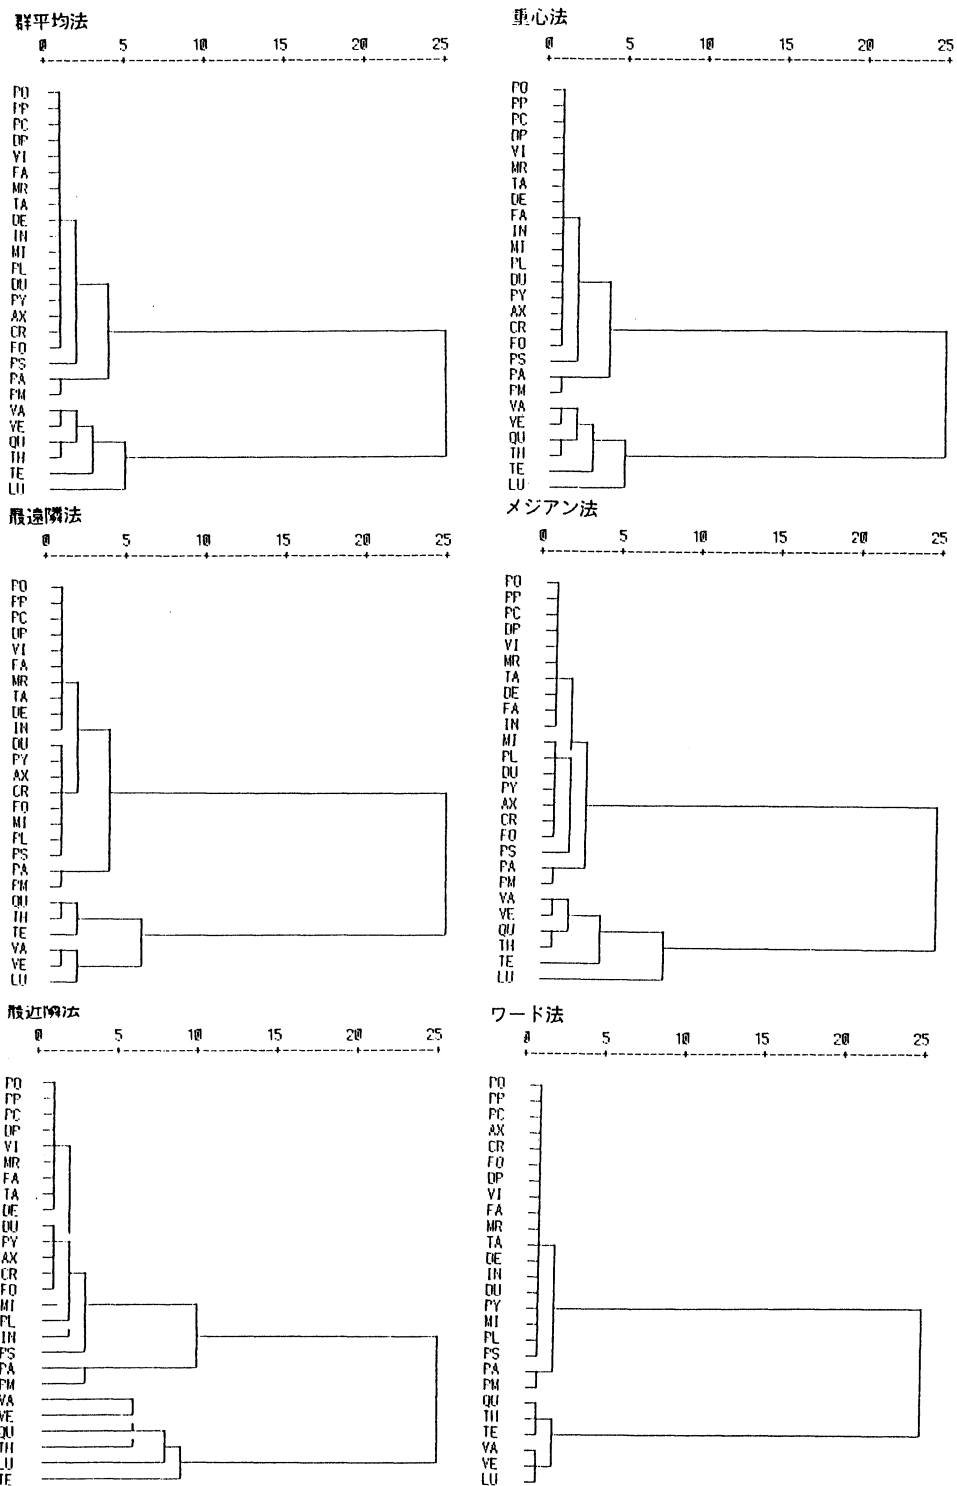 群平均法
0 5 10 15 20 25
PO
PP
PC
DP
VI
FA
MR
TA
DE
IN
MI
PL
DU
PY
AX
CR
FO
PS
PA
PM
VA
VE
QU
TH
TE
LU
重心法
0 5 10 15 20 25
PO
PP
PC
DP
VI
MR
TA
DE
FA
IN
MI
PL
DU
PY
AX
CR
FO
PS
PA
PM
VA
VE
QU
TH
TE
LU
最遠隣法
0 5 10 15 20 25
PO
PP
PC
DP
VI
FA
MR
TA
DE
IN
DU
PY
AX
CR
FO
MI
PL
PS
PA
PM
QU
TH
TE
VA
VE
LU
メジアン法
0 5 10 15 20 25
PO
PP
PC
DP
VI
MR
TA
DE
FA
IN
MI
PL
DU
PY
AX
CR
FO
PS
PA
PM
VA
VE
QU
TH
TE
LU
最近隣法
0 5 10 15 20 25
PO
PP
PC
DP
VI
MR
FA
TA
DE
DU
PY
AX
CR
FO
MI
PL
IN
PS
PA
PM
VA
VE
QU
TH
LU
TE
ワード法
0 5 10 15 20 25
PO
PP
PC
AX
CR
FO
DP
VI
FA
MR
TA
DE
IN
DU
PY
MI
PL
PS
PA
PM
QU
TH
TE
VA
VE
LU